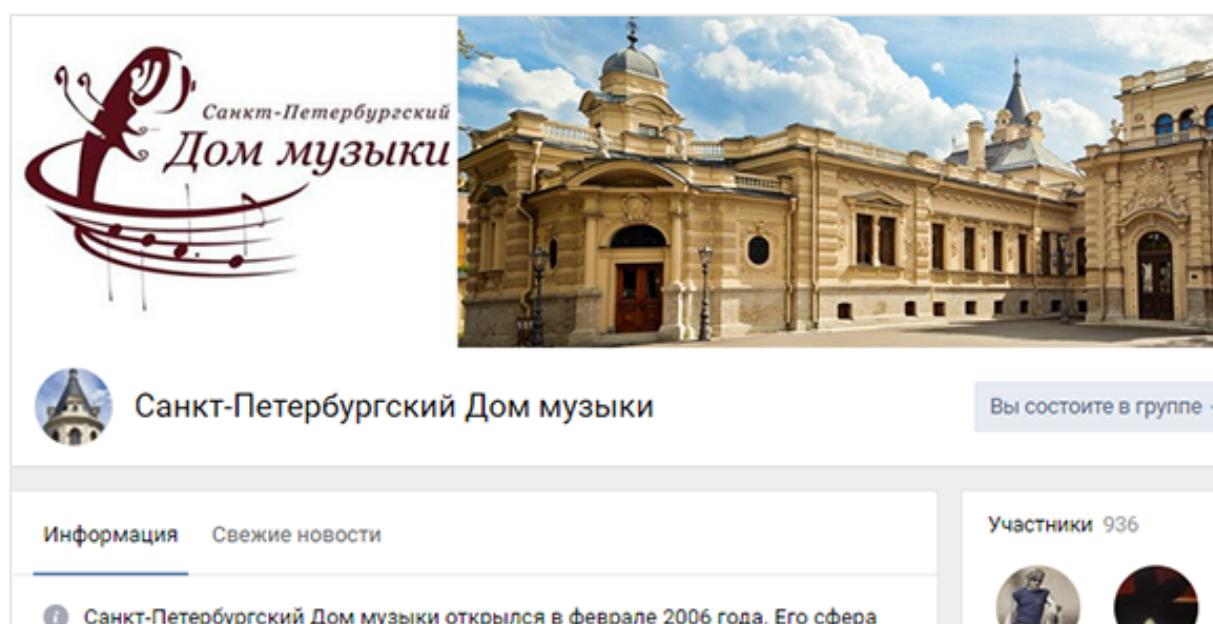 Санкт-Петербургский
Дом музыки
Санкт-Петербургский Дом музыки
Вы состоите в группе
Информация Свежие новости
Участники 936
Санкт-Петербургский Дом музыки открылся в феврале 2006 года. Его сфера